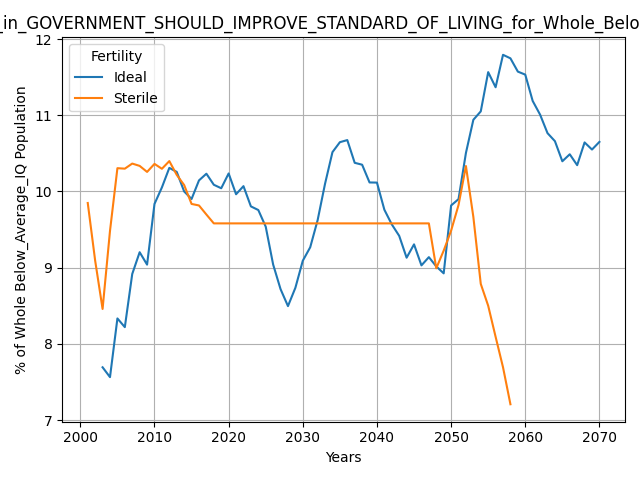 _in_GOVERNMENT_SHOULD_IMPROVE_STANDARD_OF_LIVING_for_Whole_Belo
12
11
10
9
8
7
% of Whole Below_Average_IQ Population
Fertility
Ideal
Sterile
2000 2010 2020 2030 2040 2050 2060 2070
Years